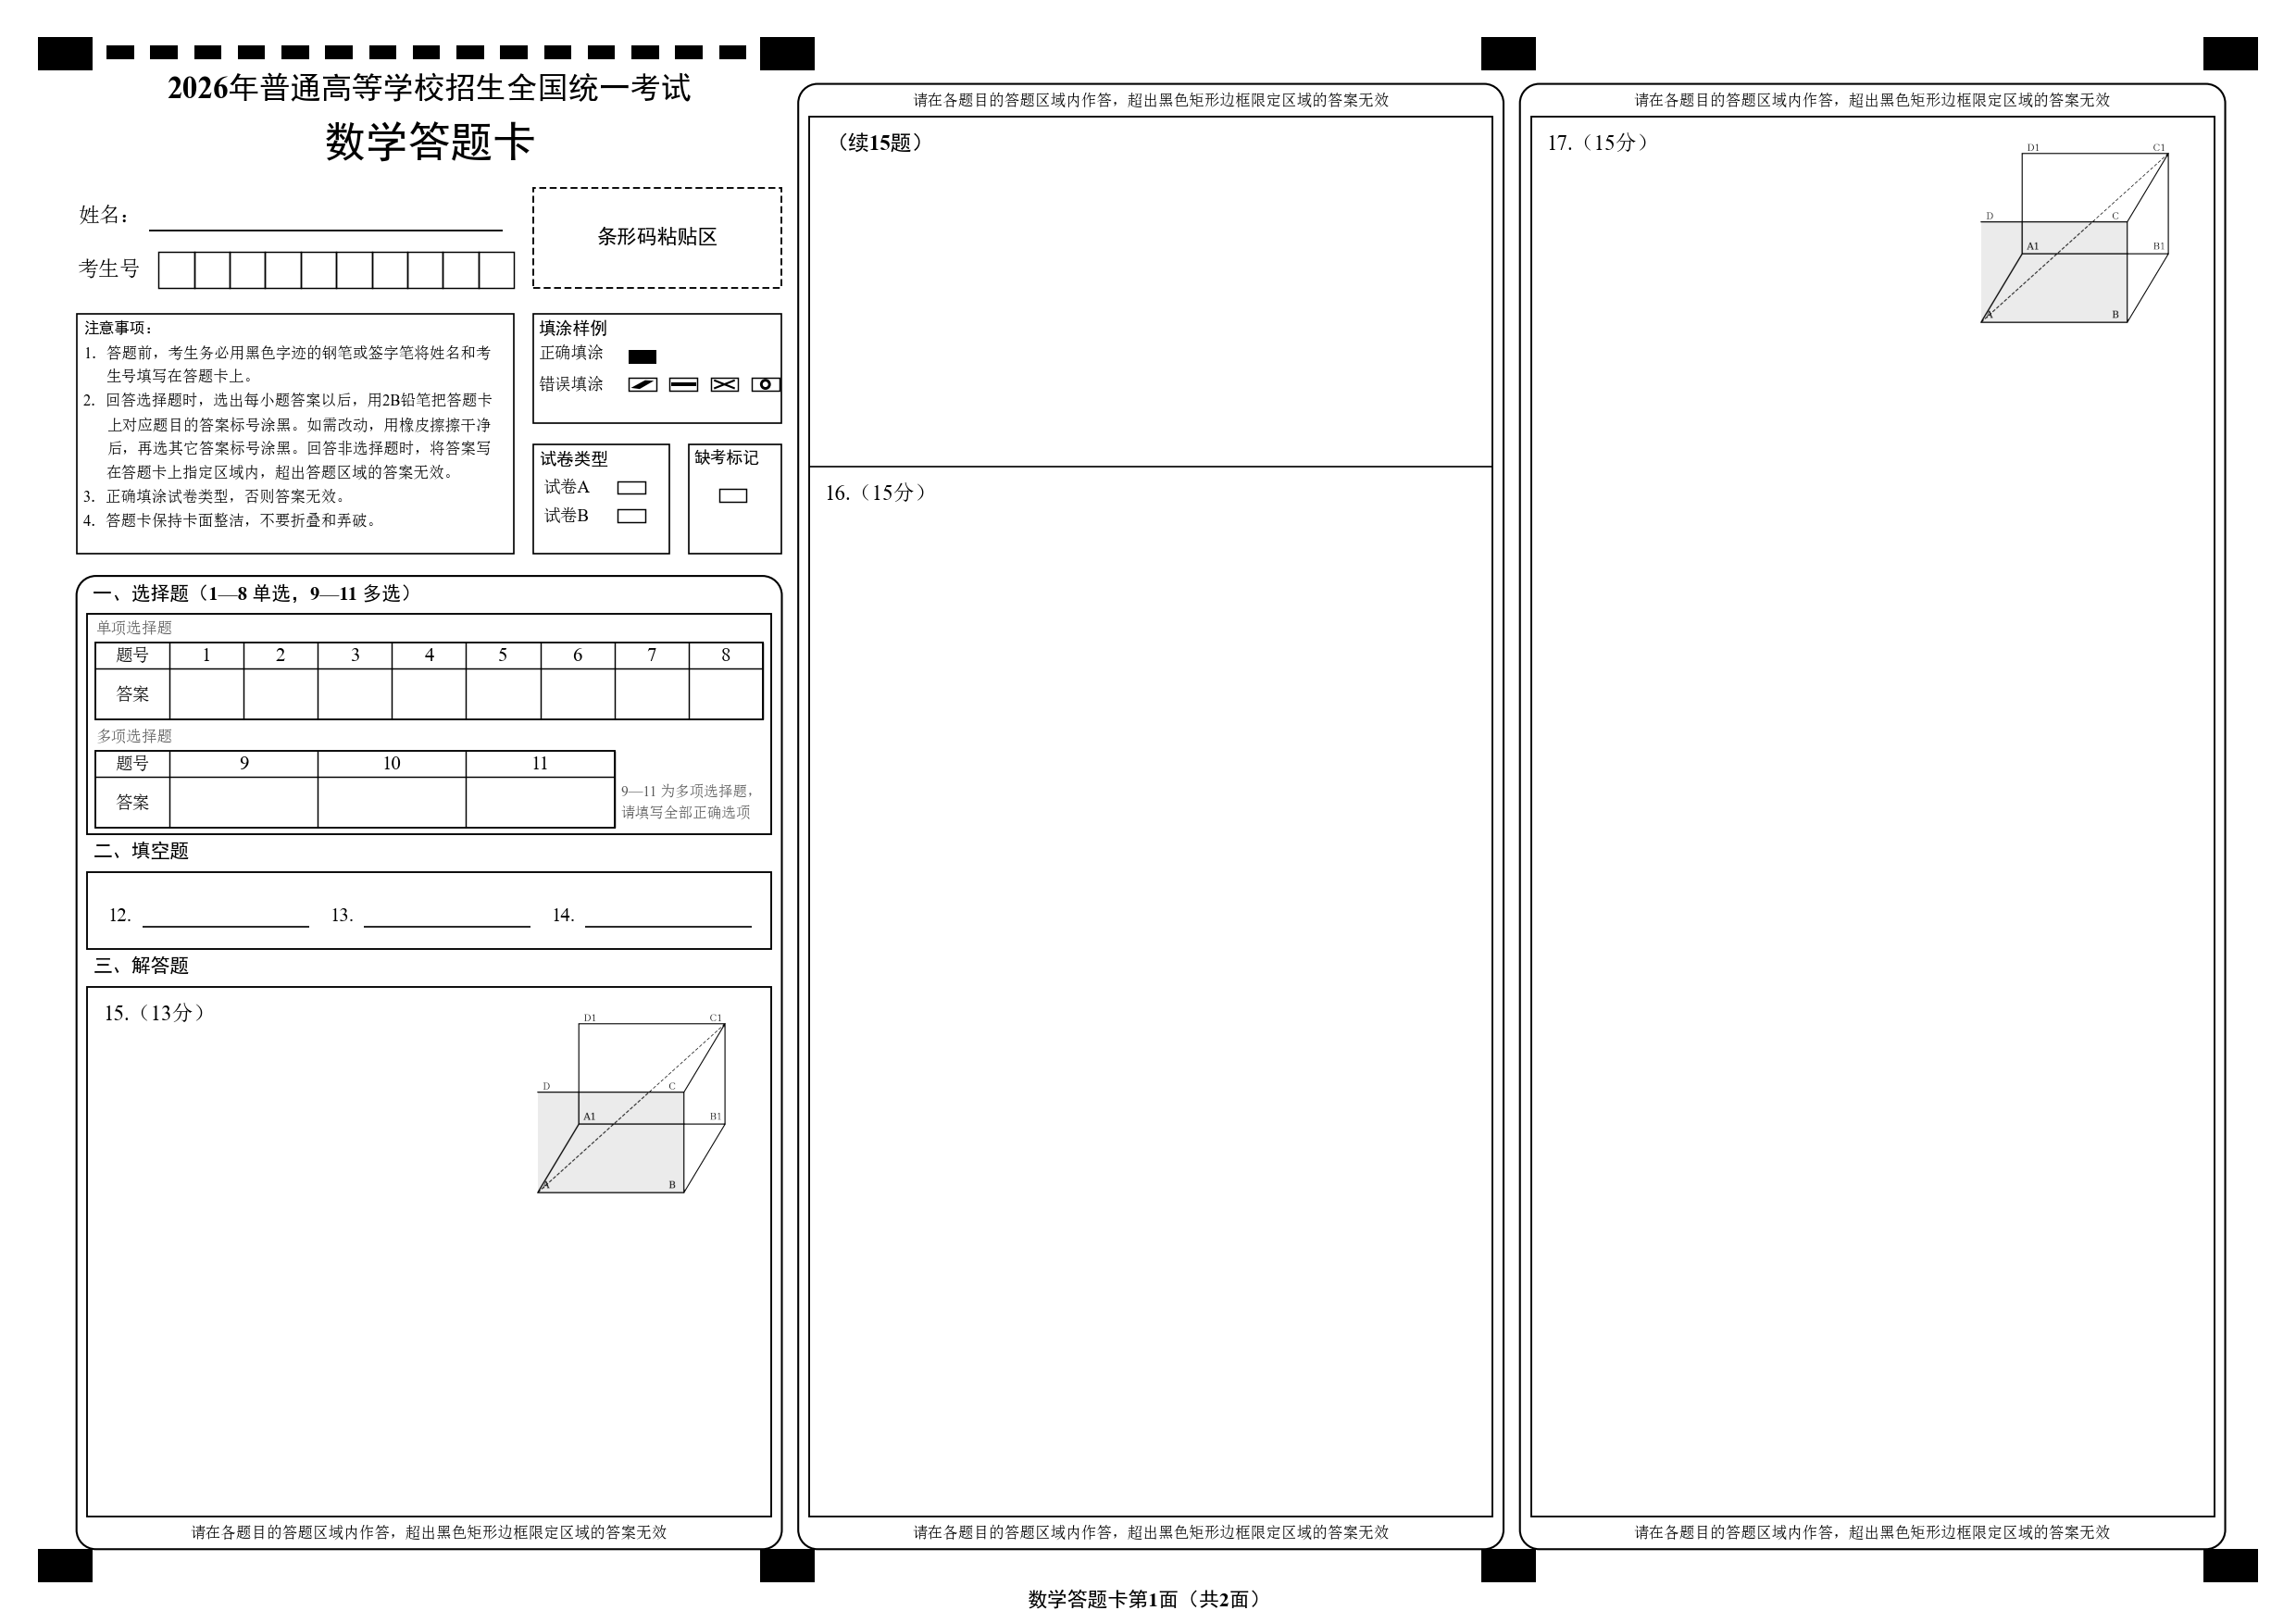 2026年普通高等学校招生全国统一考试
数学答题卡
姓名：
考生号
条形码粘贴区
注意事项：
1. 答题前，考生务必用黑色字迹的钢笔或签字笔将姓名和考
生号填写在答题卡上。
2. 回答选择题时，选出每小题答案以后，用2B铅笔把答题卡
上对应题目的答案标号涂黑。如需改动，用橡皮擦擦干净
后，再选其它答案标号涂黑。回答非选择题时，将答案写
在答题卡上指定区域内，超出答题区域的答案无效。
3. 正确填涂试卷类型，否则答案无效。
4. 答题卡保持卡面整洁，不要折叠和弄破。
填涂样例
正确填涂
错误填涂
试卷类型
试卷A
试卷B
缺考标记
一、选择题（1—8 单选，9—11 多选）
单项选择题
题号 1 2 3 4 5 6 7 8
答案
多项选择题
题号 9 10 11
答案
9—11 为多项选择题，
请填写全部正确选项
二、填空题
12. 13. 14.
三、解答题
15.（13分）
D1 C1
D C
A1 B1
A B
请在各题目的答题区域内作答，超出黑色矩形边框限定区域的答案无效
请在各题目的答题区域内作答，超出黑色矩形边框限定区域的答案无效
（续15题）
16.（15分）
请在各题目的答题区域内作答，超出黑色矩形边框限定区域的答案无效
请在各题目的答题区域内作答，超出黑色矩形边框限定区域的答案无效
17.（15分）
D1 C1
D C
A1 B1
A B
请在各题目的答题区域内作答，超出黑色矩形边框限定区域的答案无效
数学答题卡第1面（共2面）